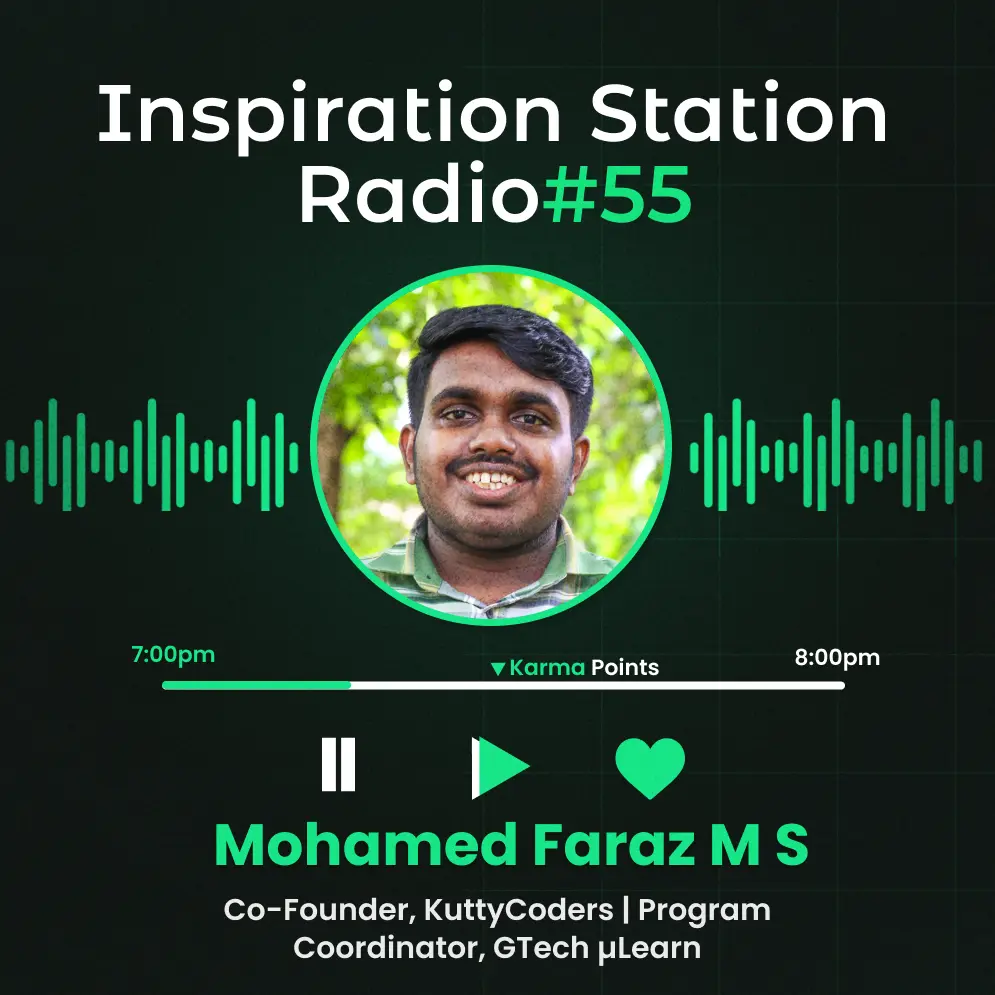 Inspiration Station
Radio#55
7:00pm
Karma Points
8:00pm
Mohamed Faraz M S
Co-Founder, KuttyCoders | Program
Coordinator, GTech µLearn